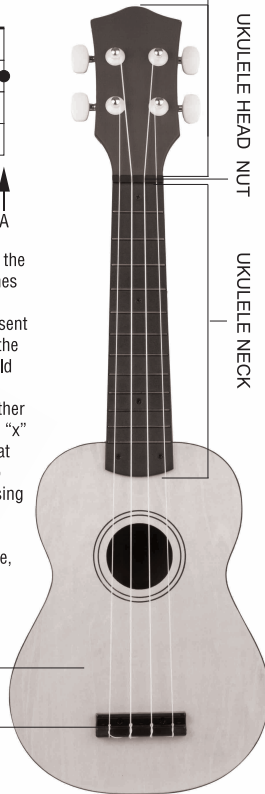 A
the
nes
sent
the
ld
ther
"x"
at
sing
e,
UKULELE HEAD
NUT
UKULELE NECK